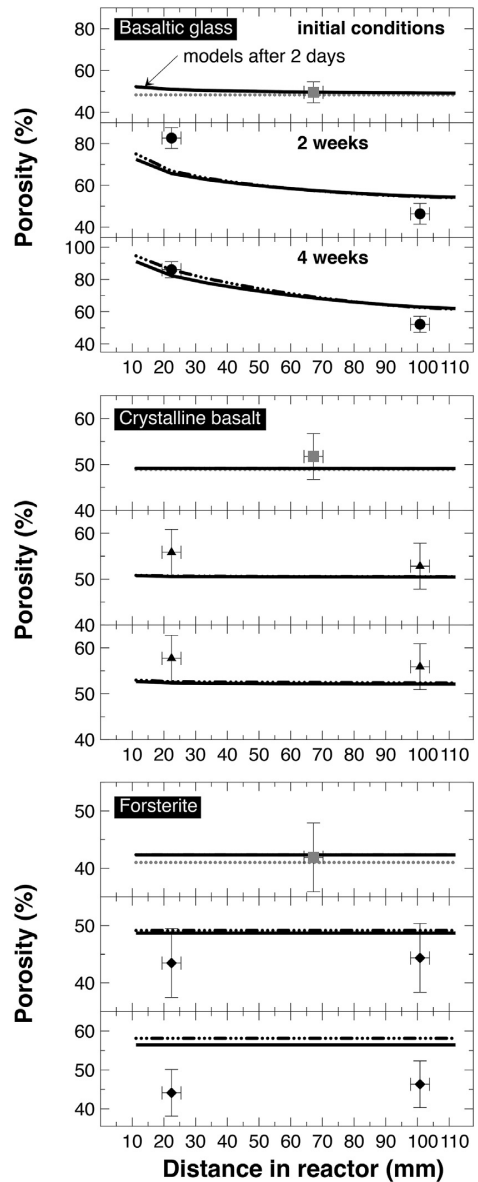 Basaltic glass
initial conditions
models after 2 days
80
60
40
2 weeks
80
60
40
4 weeks
100
80
60
40
Porosity (%)
10 20 30 40 50 60 70 80 90 100 110
Crystalline basalt
60
50
40
60
50
40
60
50
40
Porosity (%)
10 20 30 40 50 60 70 80 90 100 110
Forsterite
50
40
50
40
60
50
40
Porosity (%)
10 20 30 40 50 60 70 80 90 100 110
Distance in reactor (mm)